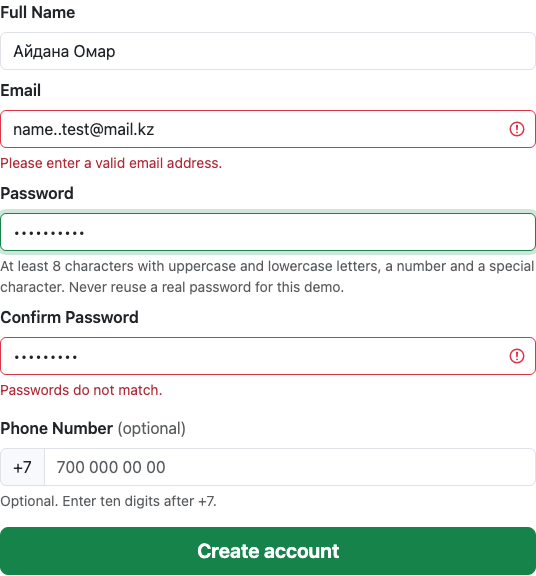 Full Name
Айдана Омар
Email
name..test@mail.kz
Please enter a valid email address.
Password
••••••••••
At least 8 characters with uppercase and lowercase letters, a number and a special
character. Never reuse a real password for this demo.
Confirm Password
•••••••••
Passwords do not match.
Phone Number (optional)
+7 700 000 00 00
Optional. Enter ten digits after +7.
Create account